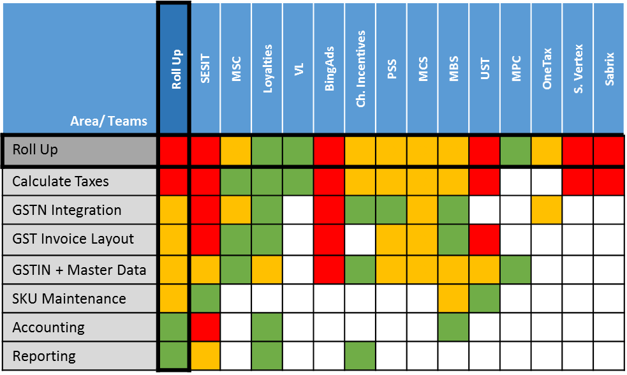 Area/ Teams
Roll Up
SESIT
MSC
Loyalties
VL
BingAds
Ch. Incentives
PSS
MCS
MBS
UST
MPC
OneTax
S. Vertex
Sabrix
Roll Up
Calculate Taxes
GSTN Integration
GST Invoice Layout
GSTIN + Master Data
SKU Maintenance
Accounting
Reporting